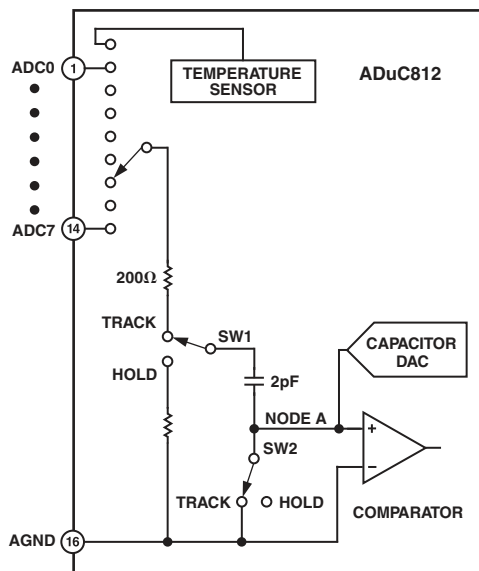 ADuC812
ADC0
1
TEMPERATURE
SENSOR
ADC7
14
200Ω
TRACK
SW1
HOLD
2pF
CAPACITOR
DAC
NODE A
+
SW2
−
TRACK
HOLD
COMPARATOR
AGND
16